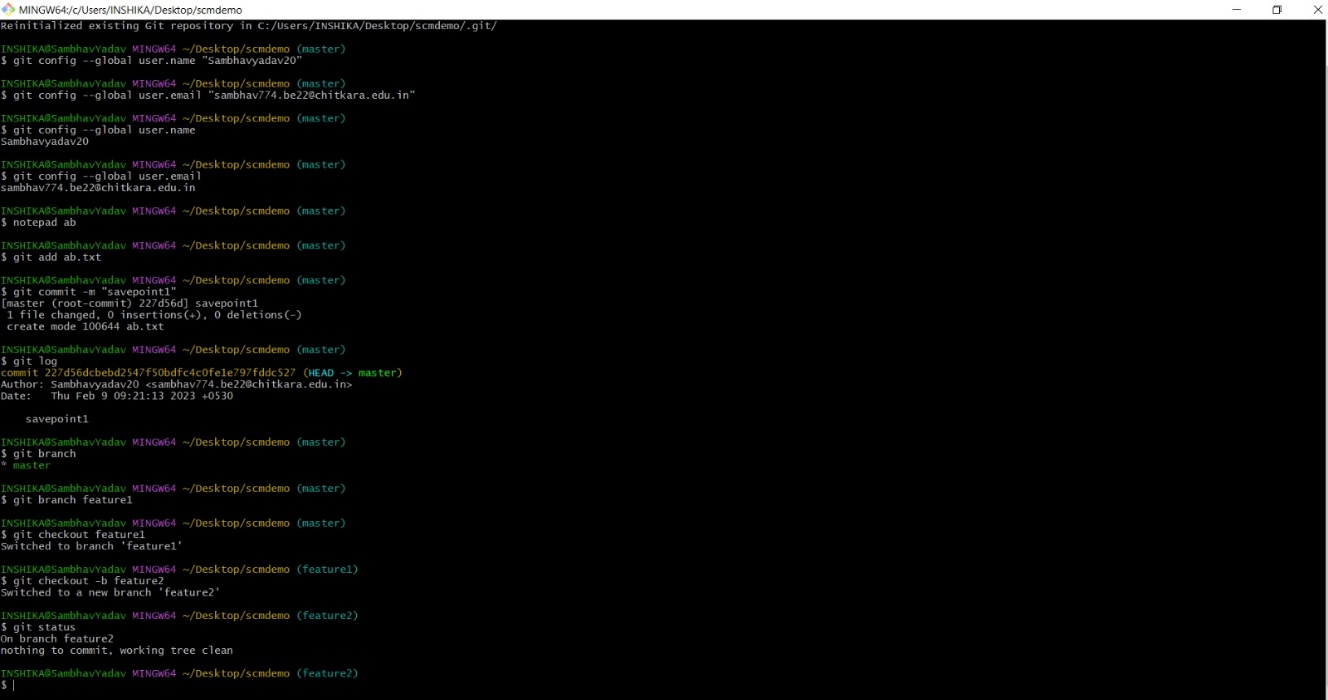 MINGW64:/c/Users/INSHIKA/Desktop/scmdemo
Reinitialized existing Git repository in C:/Users/INSHIKA/Desktop/scmdemo/.git/
INSHIKA@SambhavYadav MINGW64 ~/Desktop/scmdemo (master)
$ git config --global user.name "Sambhavyadav20"
INSHIKA@SambhavYadav MINGW64 ~/Desktop/scmdemo (master)
$ git config --global user.email "sambhav774.be22@chitkara.edu.in"
INSHIKA@SambhavYadav MINGW64 ~/Desktop/scmdemo (master)
$ git config --global user.name
Sambhavyadav20
INSHIKA@SambhavYadav MINGW64 ~/Desktop/scmdemo (master)
$ git config --global user.email
sambhav774.be22@chitkara.edu.in
INSHIKA@SambhavYadav MINGW64 ~/Desktop/scmdemo (master)
$ notepad ab
INSHIKA@SambhavYadav MINGW64 ~/Desktop/scmdemo (master)
$ git add ab.txt
INSHIKA@SambhavYadav MINGW64 ~/Desktop/scmdemo (master)
$ git commit -m "savepoint1"
[master (root-commit) 227d56d] savepoint1
1 file changed, 0 insertions(+), 0 deletions(-)
create mode 100644 ab.txt
INSHIKA@SambhavYadav MINGW64 ~/Desktop/scmdemo (master)
$ git log
commit 227d56dcbebd2547f50bdfc4c0fe1e797fddc527 (HEAD -> master)
Author: Sambhavyadav20 <sambhav774.be22@chitkara.edu.in>
Date:   Thu Feb 9 09:21:13 2023 +0530
savepoint1
INSHIKA@SambhavYadav MINGW64 ~/Desktop/scmdemo (master)
$ git branch
* master
INSHIKA@SambhavYadav MINGW64 ~/Desktop/scmdemo (master)
$ git branch feature1
INSHIKA@SambhavYadav MINGW64 ~/Desktop/scmdemo (master)
$ git checkout feature1
Switched to branch 'feature1'
INSHIKA@SambhavYadav MINGW64 ~/Desktop/scmdemo (feature1)
$ git checkout -b feature2
Switched to a new branch 'feature2'
INSHIKA@SambhavYadav MINGW64 ~/Desktop/scmdemo (feature2)
$ git status
On branch feature2
nothing to commit, working tree clean
INSHIKA@SambhavYadav MINGW64 ~/Desktop/scmdemo (feature2)
$